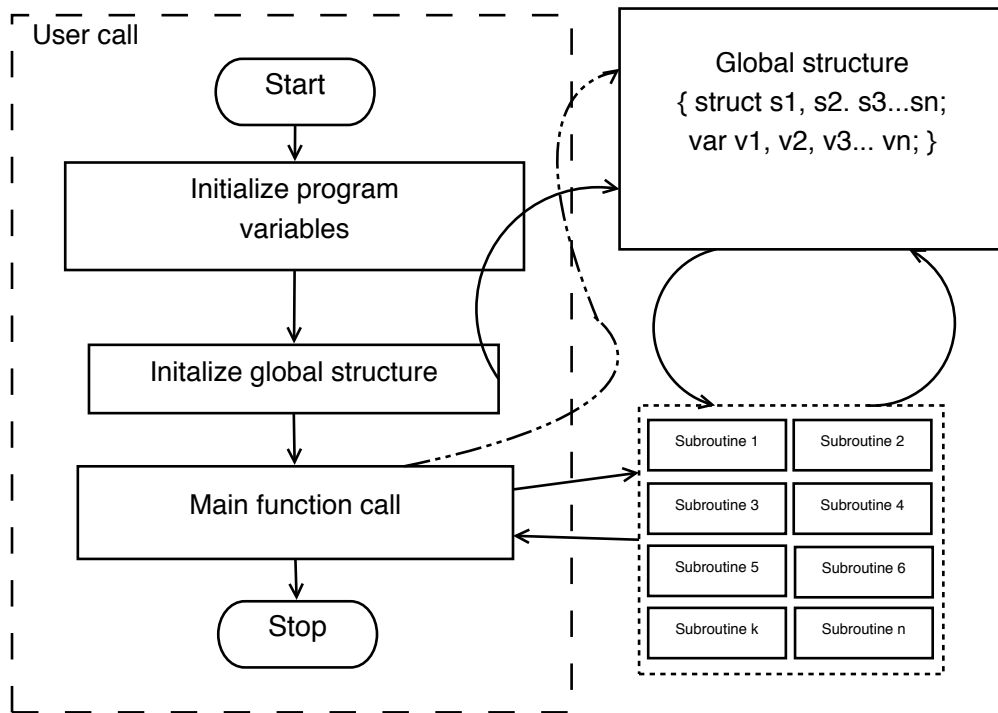 User call
Start
Initialize program
variables
Initalize global structure
Main function call
Stop
Global structure
{ struct s1, s2. s3...sn;
var v1, v2, v3... vn; }
Subroutine 1
Subroutine 2
Subroutine 3
Subroutine 4
Subroutine 5
Subroutine 6
Subroutine k
Subroutine n